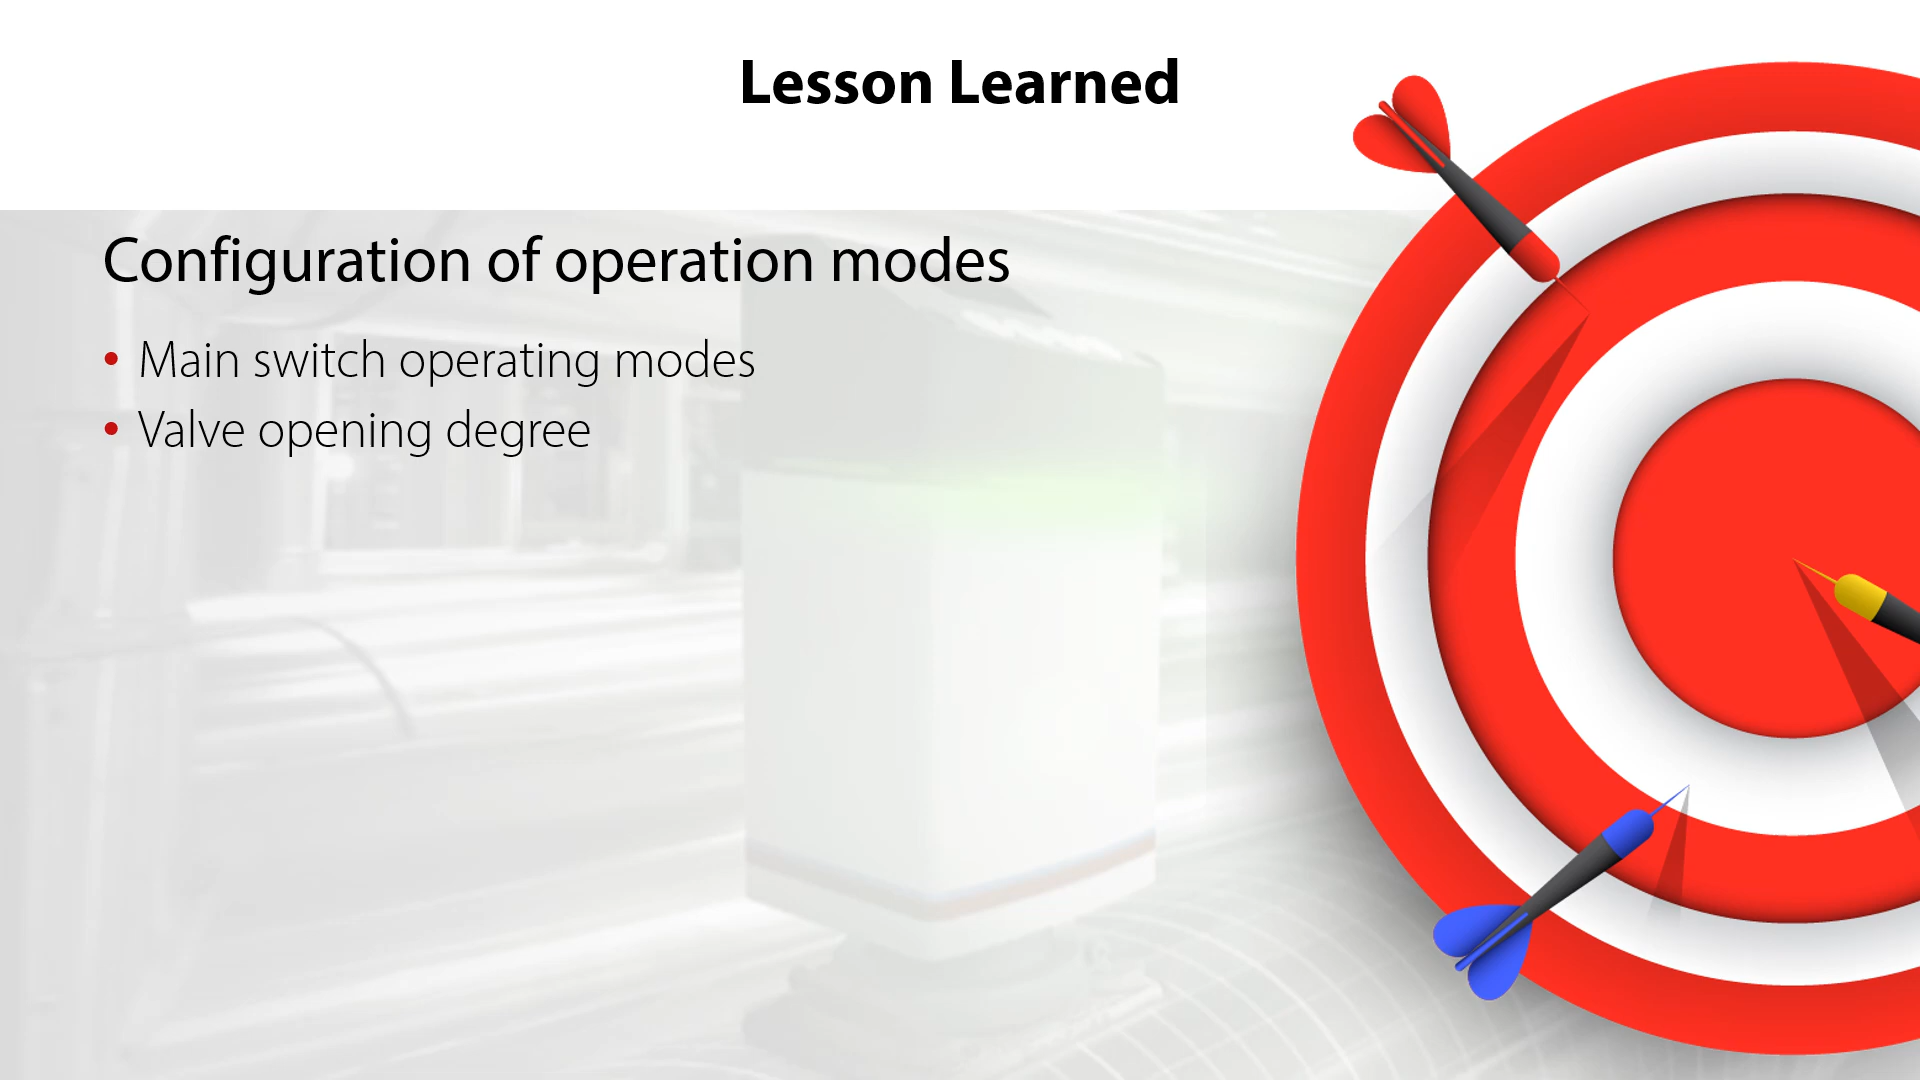 Lesson Learned
Configuration of operation modes
• Main switch operating modes
• Valve opening degree